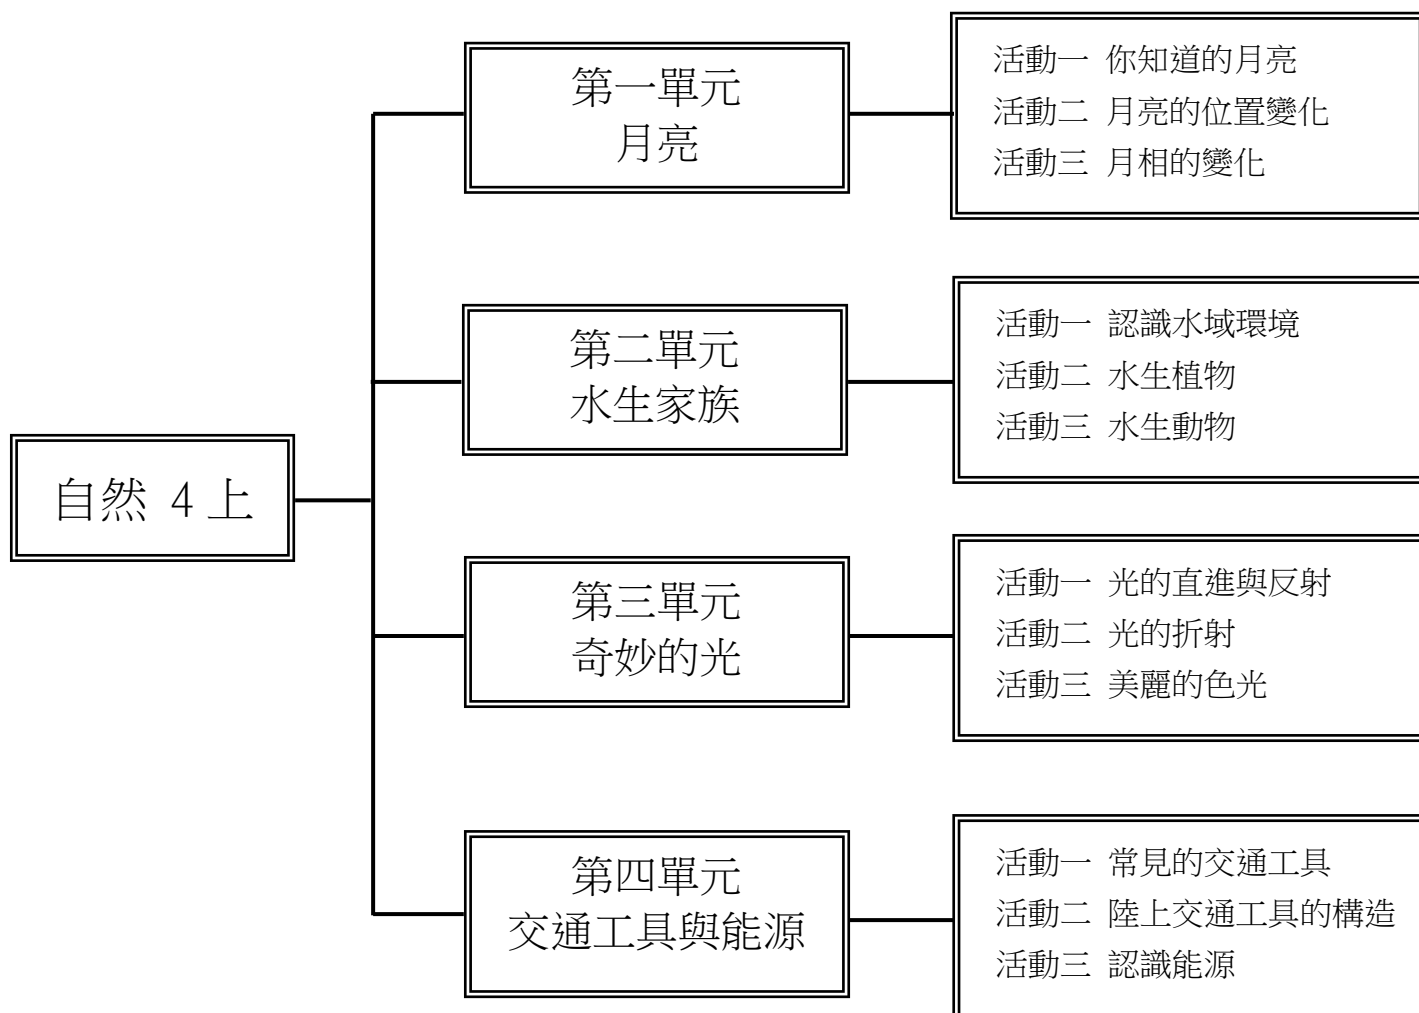 自然 4上
第一單元
月亮
活動一 你知道的月亮
活動二 月亮的位置變化
活動三 月相的變化
第二單元
水生家族
活動一 認識水域環境
活動二 水生植物
活動三 水生動物
第三單元
奇妙的光
活動一 光的直進與反射
活動二 光的折射
活動三 美麗的色光
第四單元
交通工具與能源
活動一 常見的交通工具
活動二 陸上交通工具的構造
活動三 認識能源